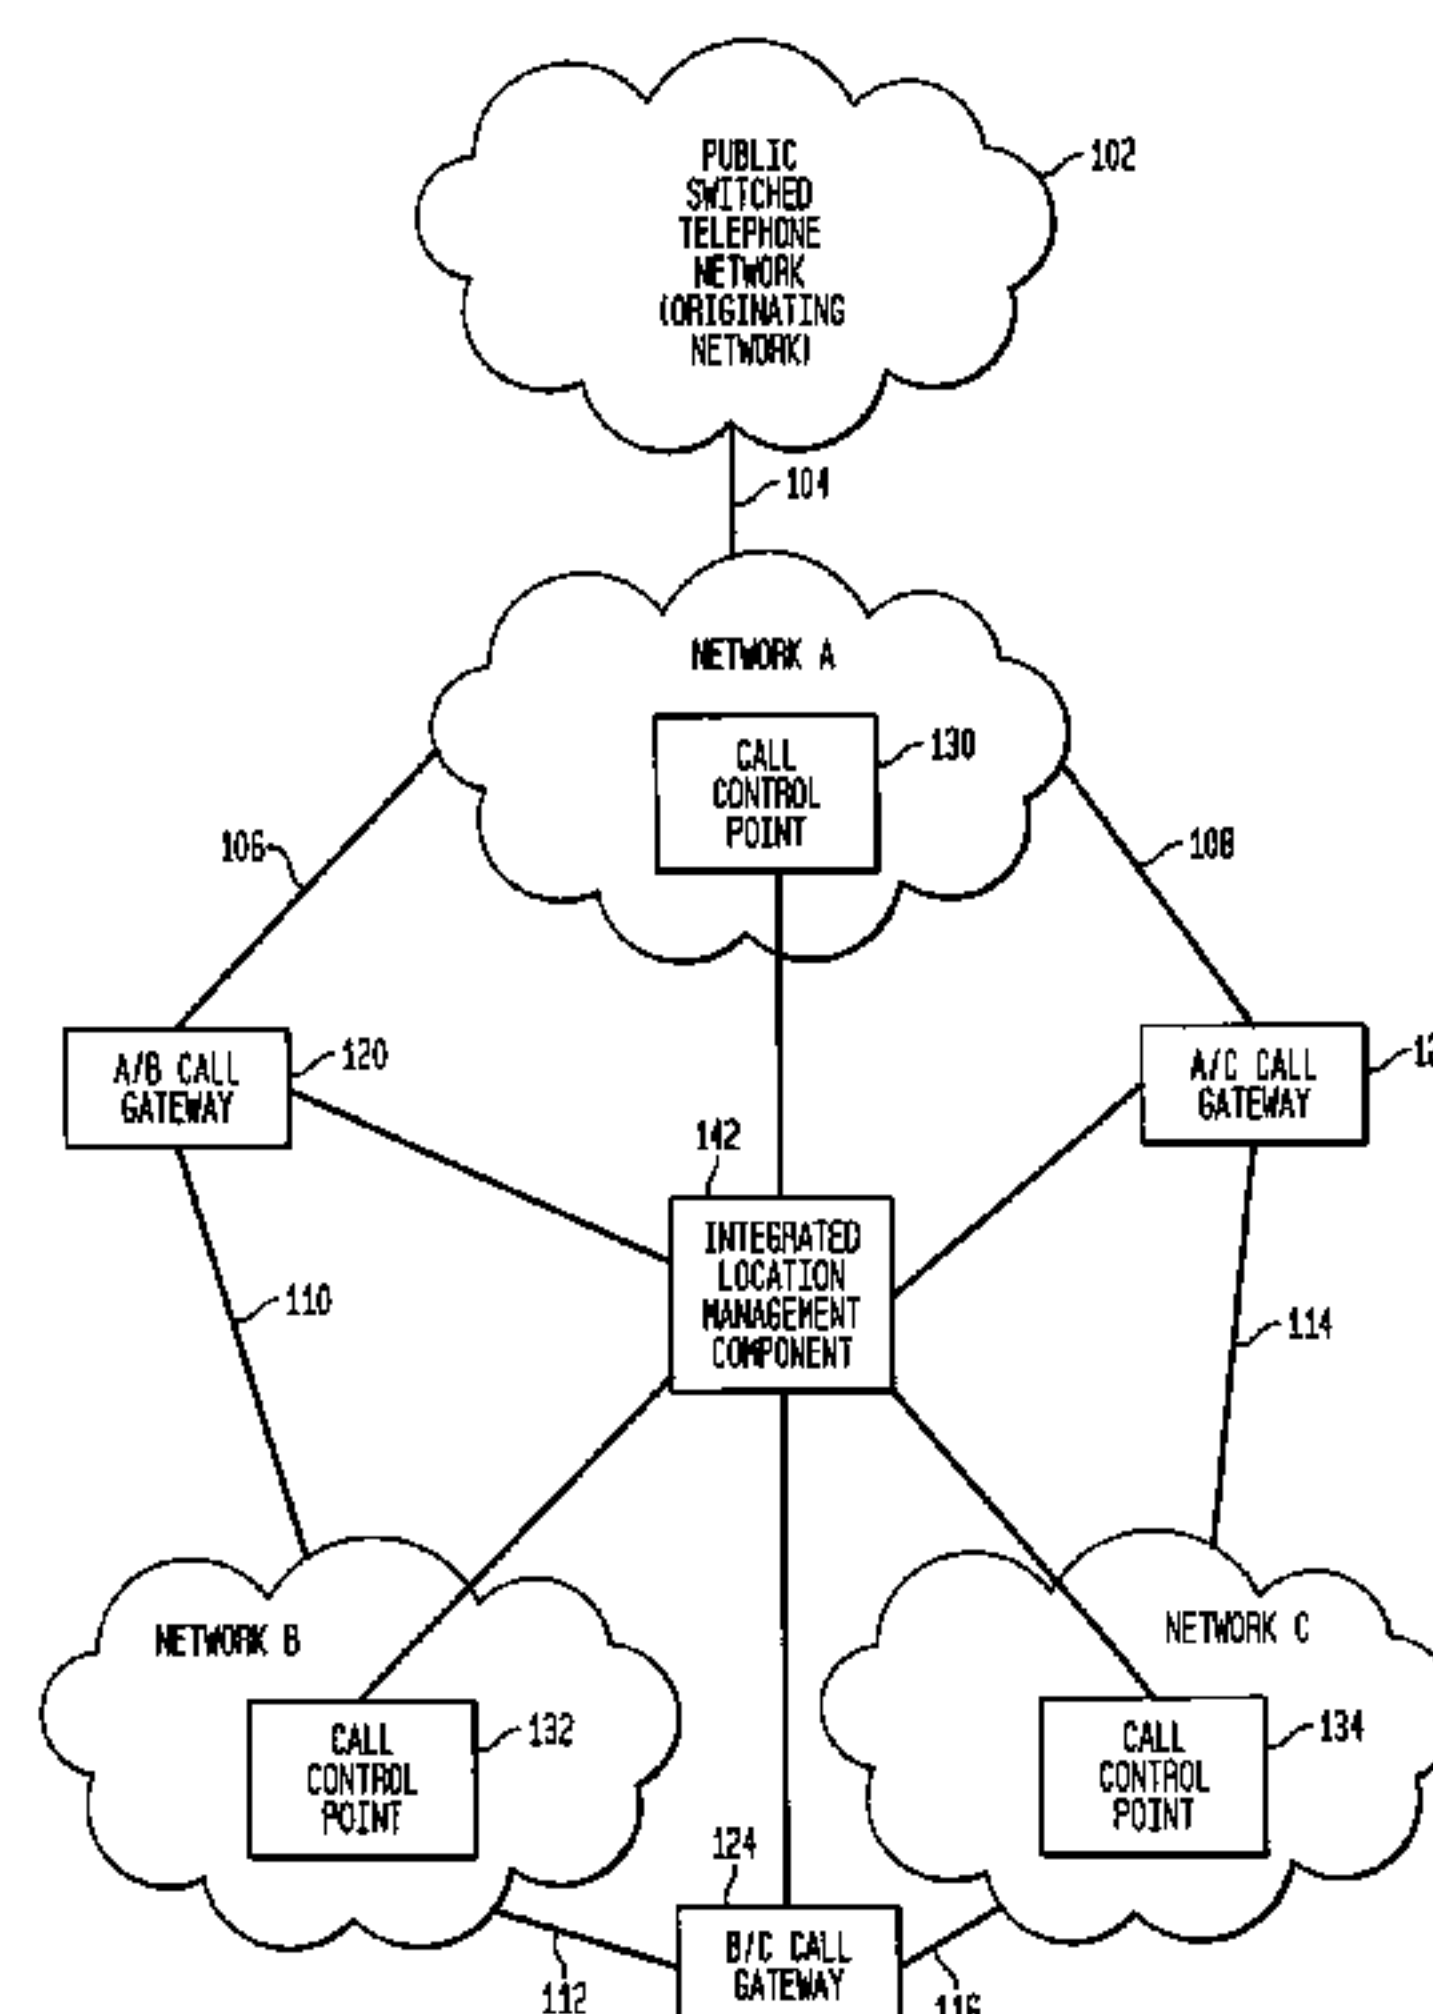 PUBLIC
SWITCHED
TELEPHONE
NETWORK
(ORIGINATING
NETWORK)
102
104
NETWORK A
CALL
CONTROL
POINT
130
106
108
A/B CALL
GATEWAY
120
A/C CALL
GATEWAY
142
INTEGRATED
LOCATION
MANAGEMENT
COMPONENT
110
114
NETWORK B
CALL
CONTROL
POINT
132
NETWORK C
CALL
CONTROL
POINT
134
124
B/C CALL
GATEWAY
112
116